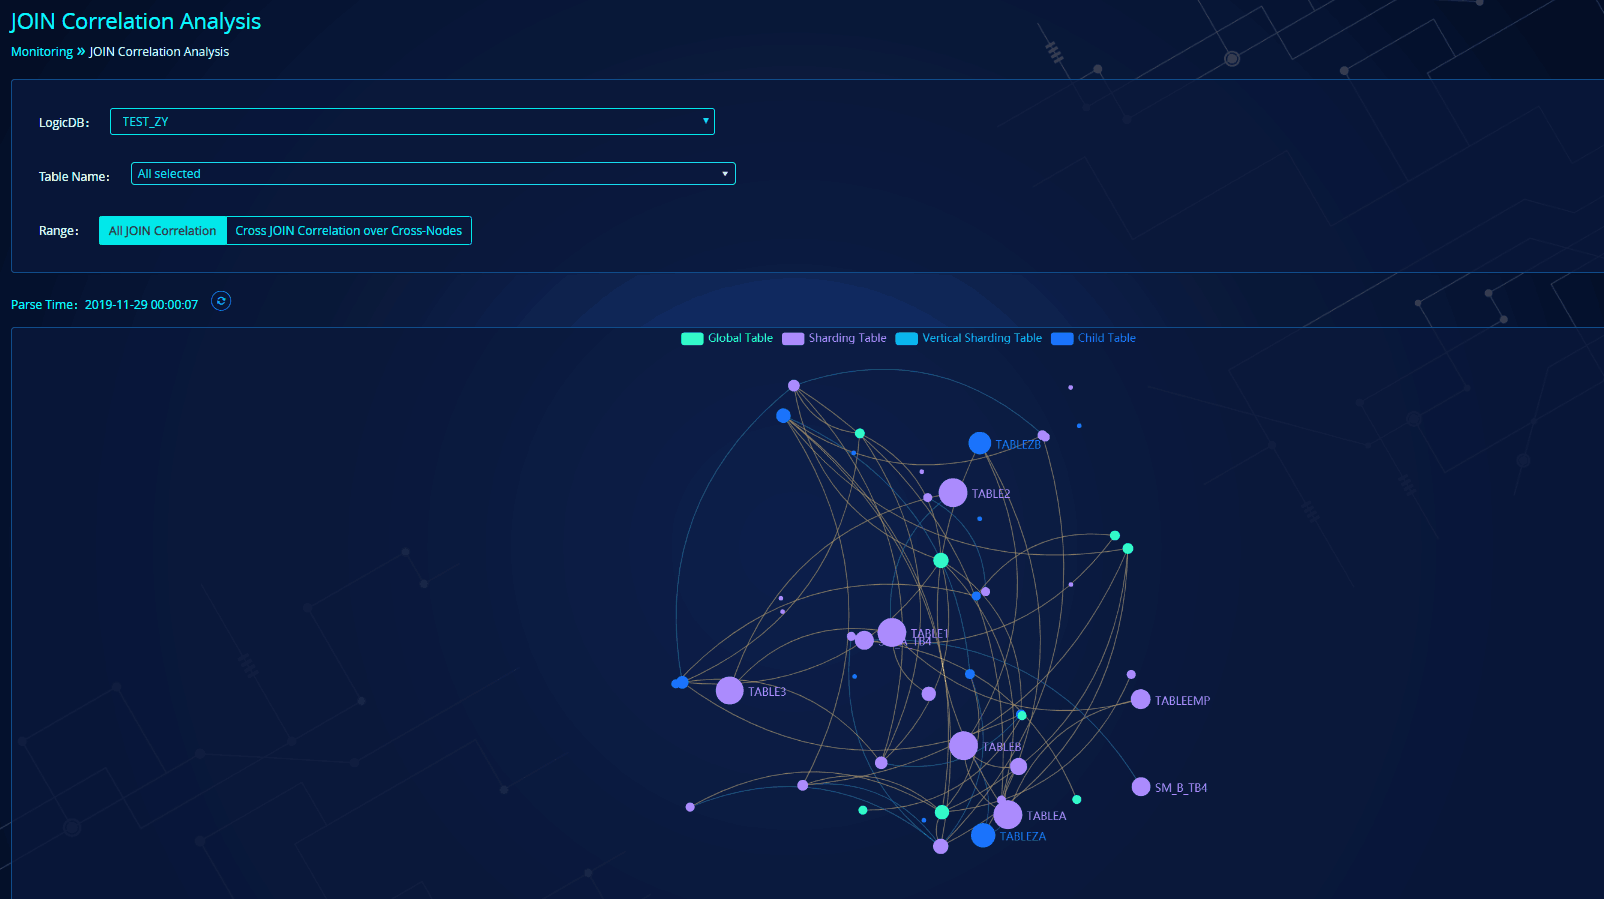 JOIN Correlation Analysis
Monitoring » JOIN Correlation Analysis
LogicDB：
TEST_ZY
Table Name：
All selected
Range：
All JOIN Correlation
Cross JOIN Correlation over Cross-Nodes
Parse Time：2019-11-29 00:00:07
Global Table
Sharding Table
Vertical Sharding Table
Child Table
TABLEZB
TABLE2
TABLE1
TB4
TABLE3
TABLEEMP
TABLEB
SM_B_TB4
TABLEA
TABLEZA